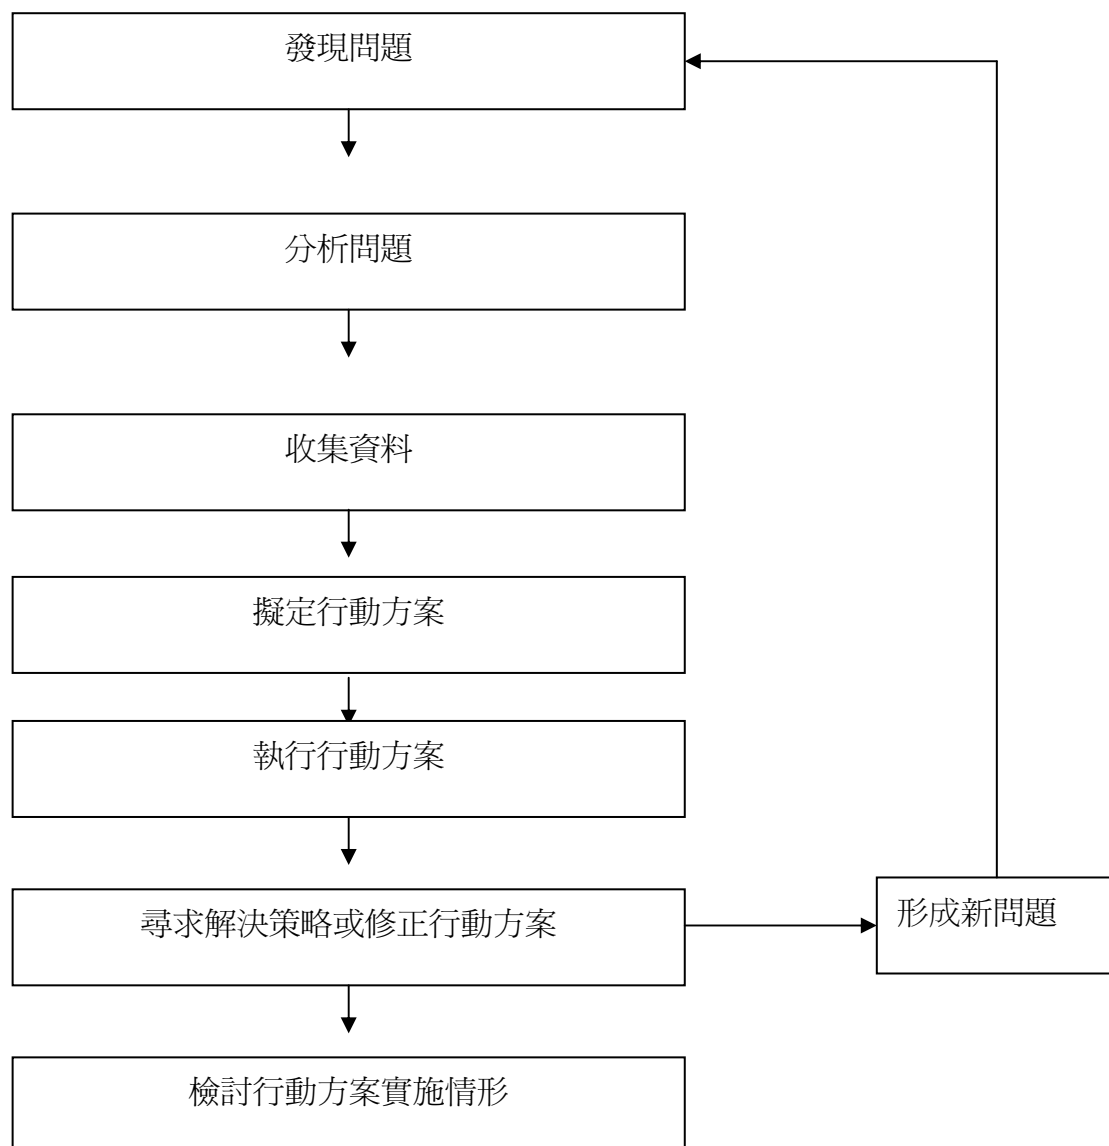 發現問題
分析問題
收集資料
擬定行動方案
執行行動方案
尋求解決策略或修正行動方案
形成新問題
檢討行動方案實施情形